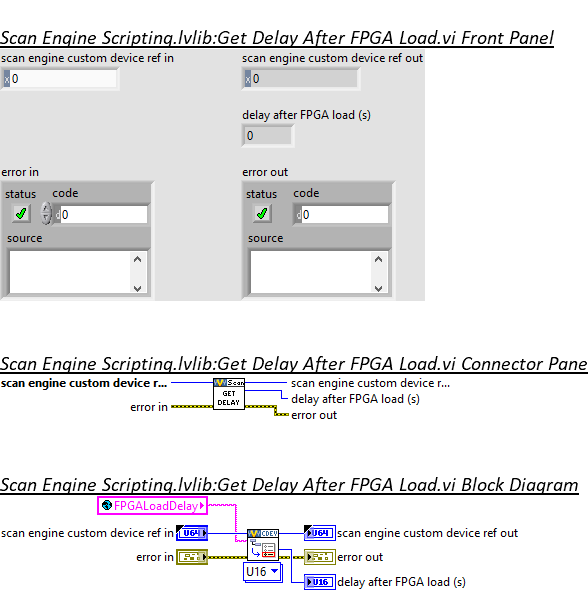 Scan Engine Scripting.lvlib:Get Delay After FPGA Load.vi Front Panel
scan engine custom device ref in
scan engine custom device ref out
x 0
x 0
delay after FPGA load (s)
0
error in
error out
status code
status code
d 0
d 0
source
source
Scan Engine Scripting.lvlib:Get Delay After FPGA Load.vi Connector Pane
scan engine custom device r...
Scan
scan engine custom device r...
GET
DELAY
delay after FPGA load (s)
error in
error out
Scan Engine Scripting.lvlib:Get Delay After FPGA Load.vi Block Diagram
FPGALoadDelay
scan engine custom device ref in
U64
CDEV
U64
scan engine custom device ref out
error in
error out
U16
U16
delay after FPGA load (s)